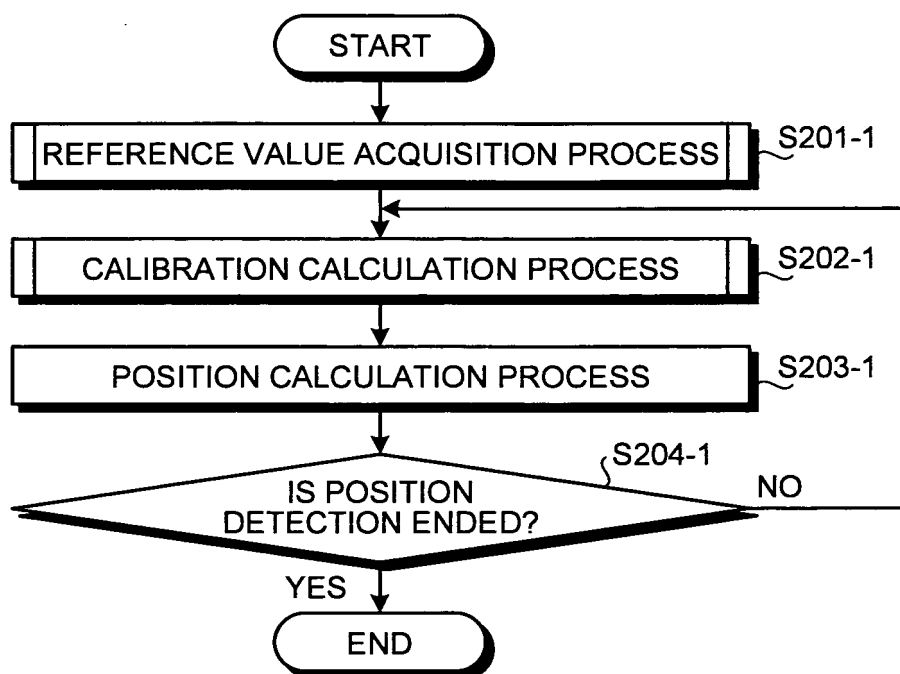 START
REFERENCE VALUE ACQUISITION PROCESS
S201-1
CALIBRATION CALCULATION PROCESS
S202-1
POSITION CALCULATION PROCESS
S203-1
S204-1
IS POSITION
DETECTION ENDED?
NO
YES
END